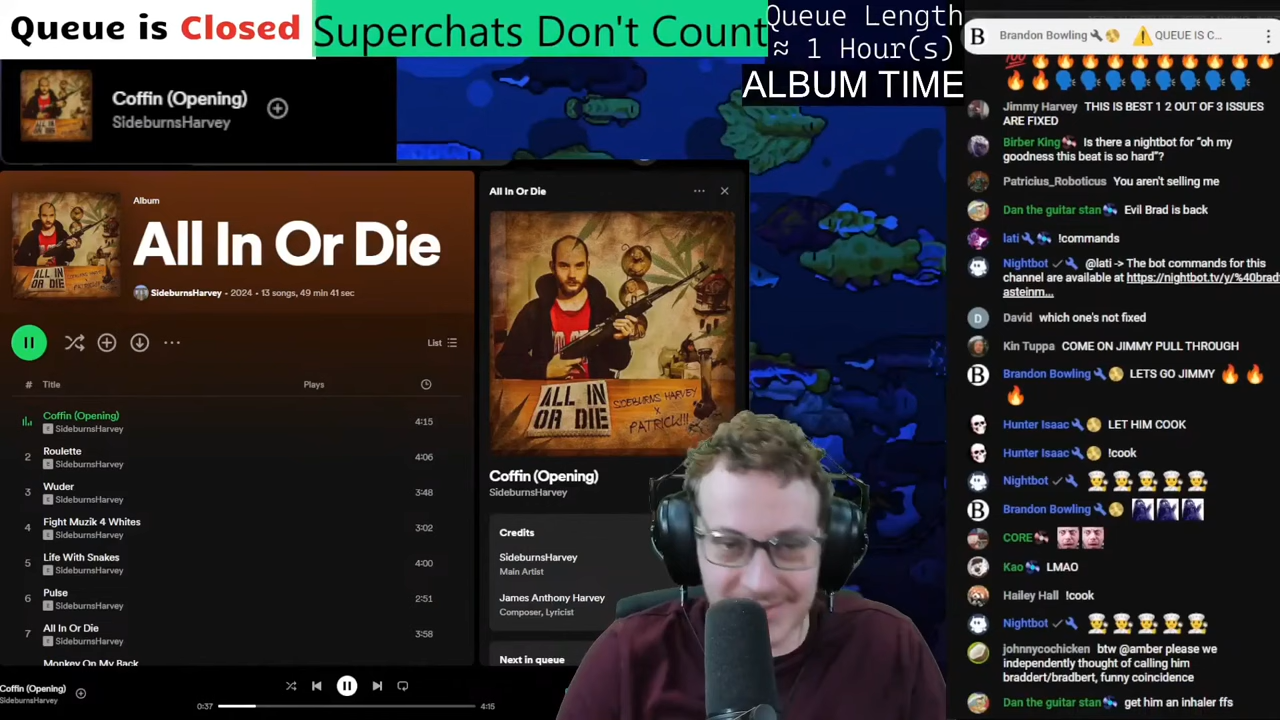 Queue is Closed
Superchats Don't Count
Queue Length
≈ 1 Hour(s)
ALBUM TIME
Coffin (Opening)
SideburnsHarvey
Album
All In Or Die
SideburnsHarvey • 2024 • 13 songs, 49 min 41 sec
List
# Title Plays
Coffin (Opening)
E SideburnsHarvey
4:15
2 Roulette
E SideburnsHarvey
4:06
3 Wuder
E SideburnsHarvey
3:48
4 Fight Muzik 4 Whites
E SideburnsHarvey
3:02
5 Life With Snakes
E SideburnsHarvey
4:00
6 Pulse
E SideburnsHarvey
2:51
7 All In Or Die
E SideburnsHarvey
3:58
Monkey On My Back
All In Or Die
ALL IN
OR DIE
SIDEBURNS HARVEY
X
PATRICK!!!
Coffin (Opening)
SideburnsHarvey
Credits
SideburnsHarvey
Main Artist
James Anthony Harvey
Composer, Lyricist
Next in queue
Coffin (Opening)
SideburnsHarvey
0:37
4:15
Brandon Bowling ⚠️ QUEUE IS C...
💯🔥🔥🔥🔥🔥🔥🔥🔥🔥
🔥🔥🗣️🗣️🗣️🗣️🗣️🗣️🗣️🗣️
Jimmy Harvey THIS IS BEST 1 2 OUT OF 3 ISSUES
ARE FIXED
Birber King Is there a nightbot for “oh my
goodness this beat is so hard”?
Patricius_Roboticus You aren't selling me
Dan the guitar stan Evil Brad is back
lati !commands
Nightbot @lati -> The bot commands for this
channel are available at https://nightbot.tv/y/%40brad
asteinm...
David which one's not fixed
Kin Tuppa COME ON JIMMY PULL THROUGH
Brandon Bowling LETS GO JIMMY 🔥 🔥
🔥
Hunter Isaac LET HIM COOK
Hunter Isaac !cook
Nightbot
Brandon Bowling
CORE
Kao LMAO
Hailey Hall !cook
Nightbot
johnnycochicken btw @amber please we
independently thought of calling him
braddert/bradbert, funny coincidence
Dan the guitar stan get him an inhaler ffs